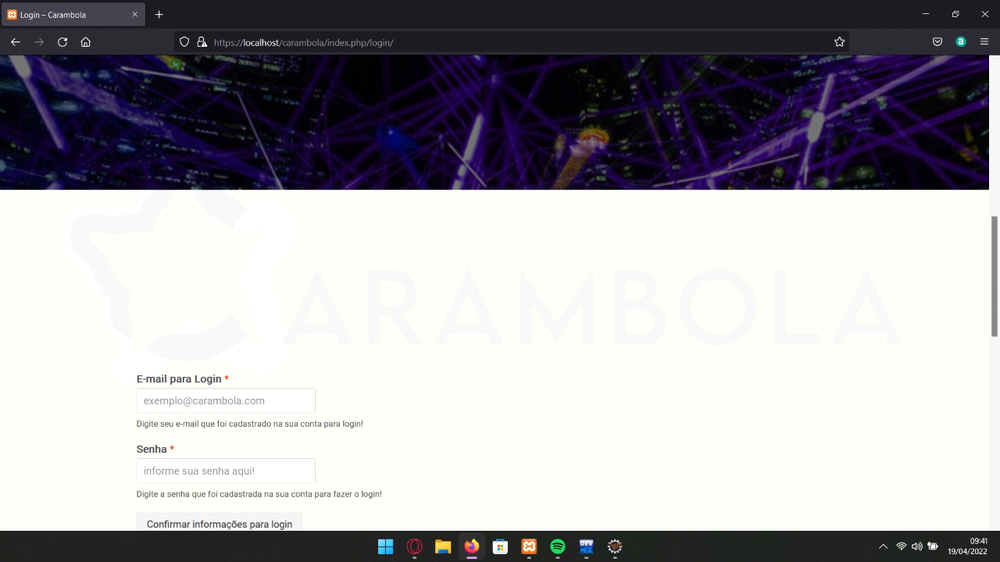 Login – Carambola
https://localhost/carambola/index.php/login/
a
ARAMBOLA
E-mail para Login *
exemplo@carambola.com
Digite seu e-mail que foi cadastrado na sua conta para login!
Senha *
informe sua senha aqui!
Digite a senha que foi cadastrada na sua conta para fazer o login!
Confirmar informações para login
DEV
09:41
19/04/2022